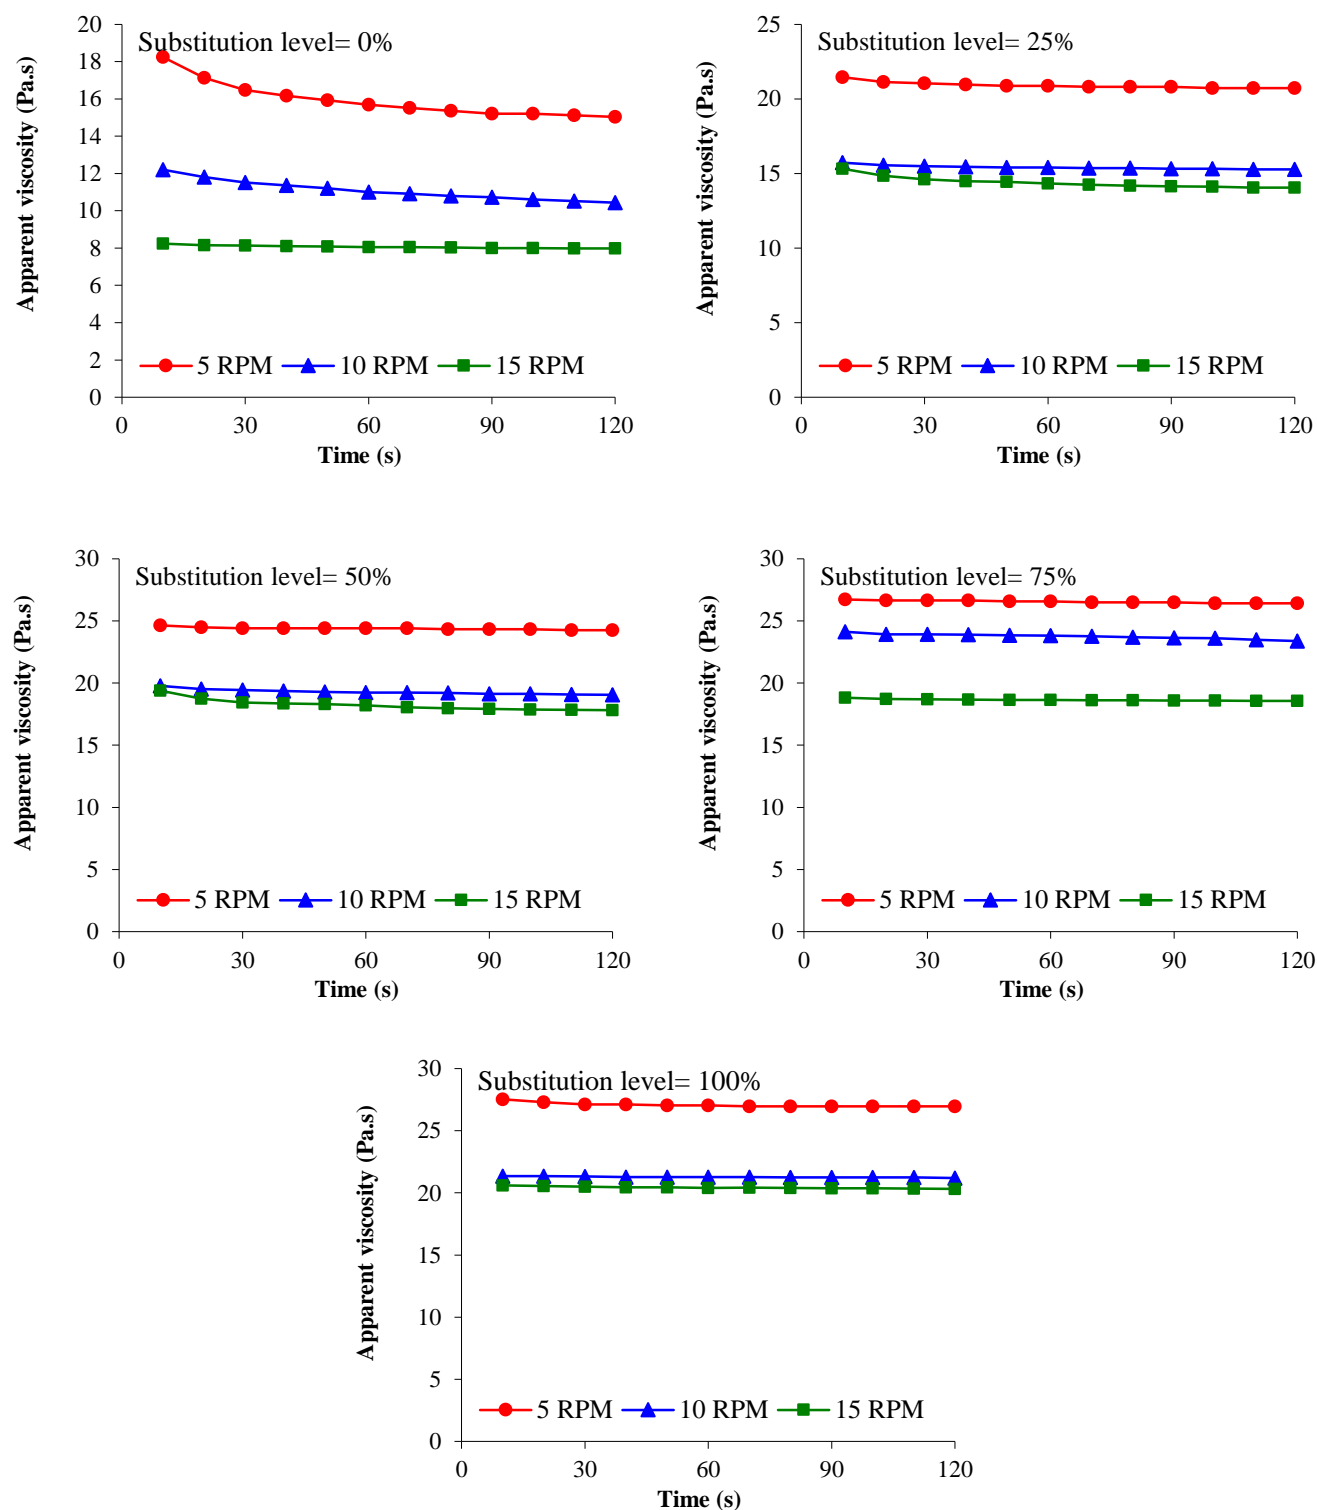 Substitution level= 0%
Apparent viscosity (Pa.s)
20
18
16
14
12
10
8
6
4
2
0
5 RPM 10 RPM 15 RPM
0 30 60 90 120
Time (s)
Substitution level= 25%
Apparent viscosity (Pa.s)
25
20
15
10
5
0
5 RPM 10 RPM 15 RPM
0 30 60 90 120
Time (s)
Substitution level= 50%
Apparent viscosity (Pa.s)
30
25
20
15
10
5
0
5 RPM 10 RPM 15 RPM
0 30 60 90 120
Time (s)
Substitution level= 75%
Apparent viscosity (Pa.s)
30
25
20
15
10
5
0
5 RPM 10 RPM 15 RPM
0 30 60 90 120
Time (s)
Substitution level= 100%
Apparent viscosity (Pa.s)
30
25
20
15
10
5
0
5 RPM 10 RPM 15 RPM
0 30 60 90 120
Time (s)